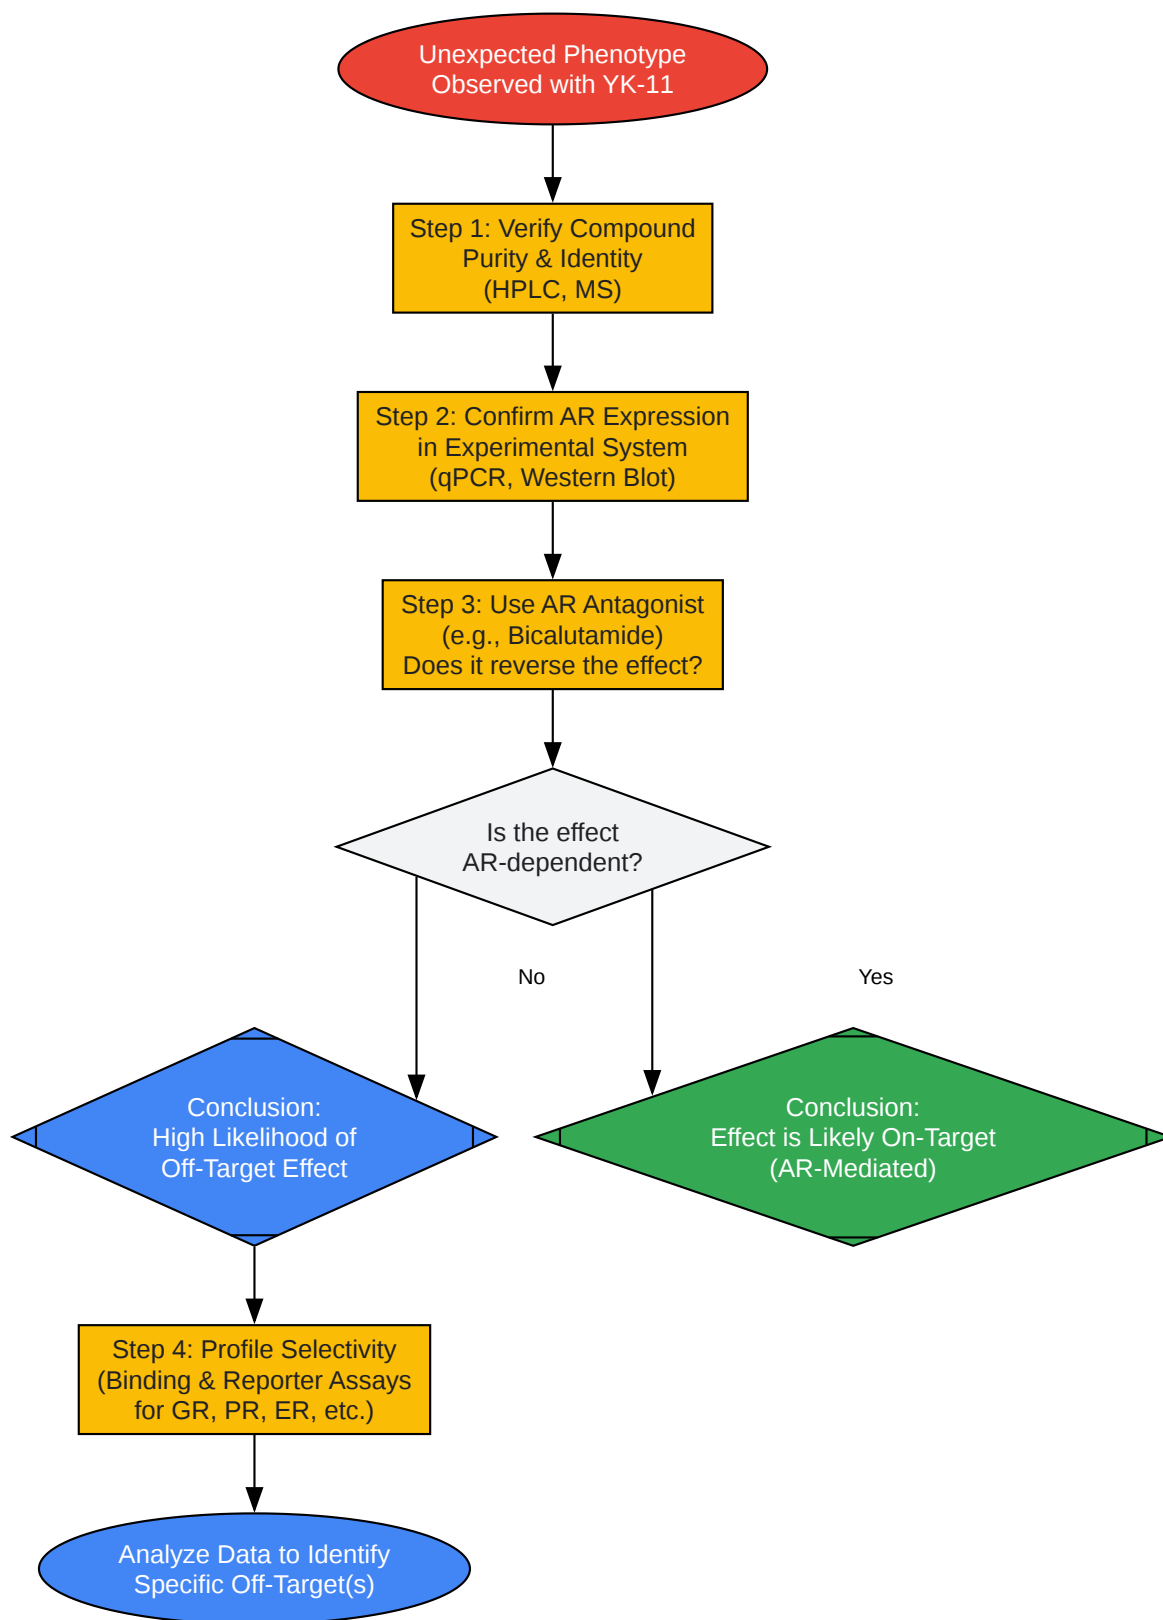 Unexpected Phenotype
Observed with YK-11
Step 1: Verify Compound
Purity & Identity
(HPLC, MS)
Step 2: Confirm AR Expression
in Experimental System
(qPCR, Western Blot)
Step 3: Use AR Antagonist
(e.g., Bicalutamide)
Does it reverse the effect?
Is the effect
AR-dependent?
No
Yes
Conclusion:
High Likelihood of
Off-Target Effect
Conclusion:
Effect is Likely On-Target
(AR-Mediated)
Step 4: Profile Selectivity
(Binding & Reporter Assays
for GR, PR, ER, etc.)
Analyze Data to Identify
Specific Off-Target(s)